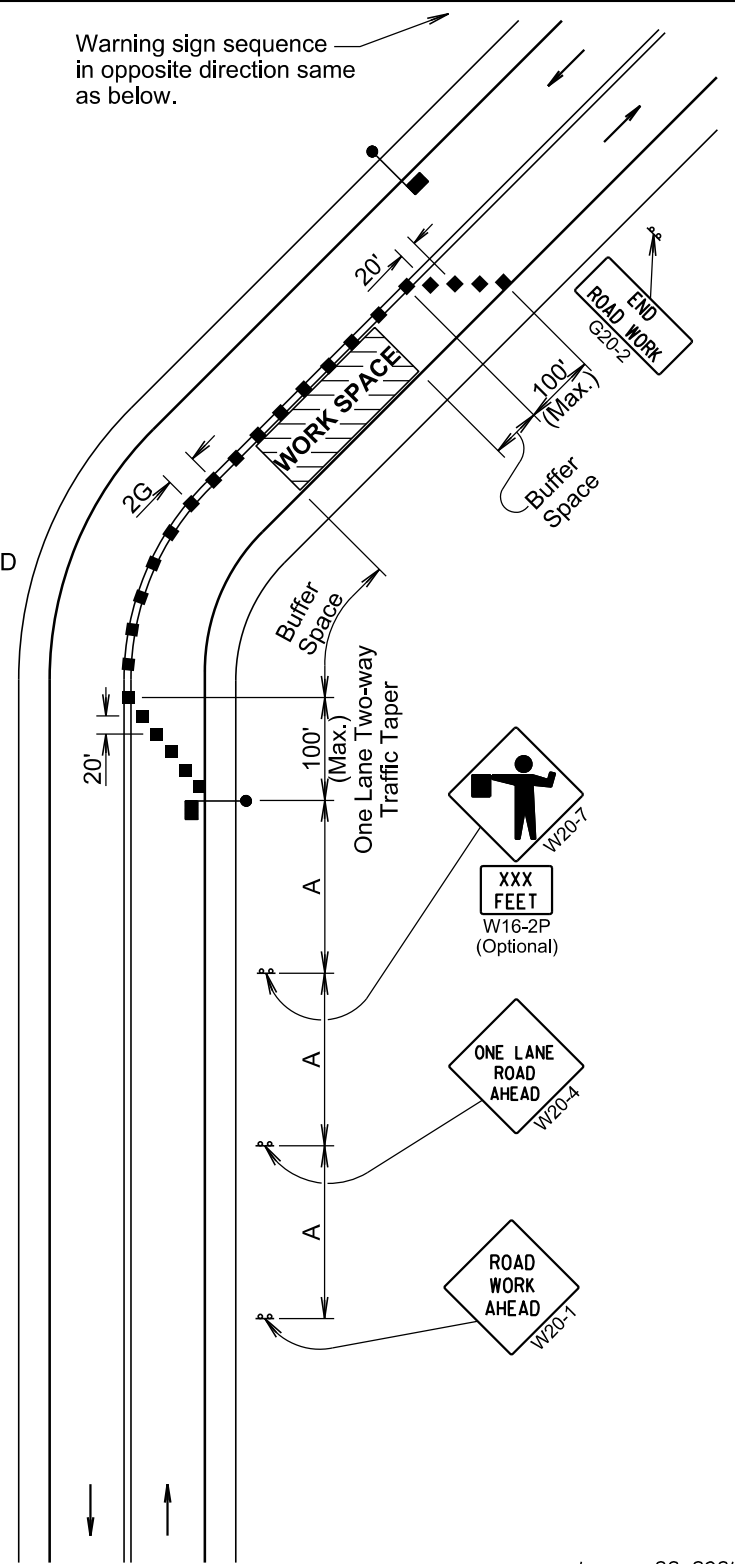 Warning sign sequence
in opposite direction same
as below.
20'
END
ROAD WORK
G20-2
100'
(Max.)
Buffer
Space
WORK SPACE
2G
D
Buffer
Space
20'
100'
(Max.)
One Lane Two-way
Traffic Taper
W20-7
XXX
FEET
W16-2P
(Optional)
A
ONE LANE
ROAD
AHEAD
W20-4
A
ROAD
WORK
AHEAD
W20-1
A